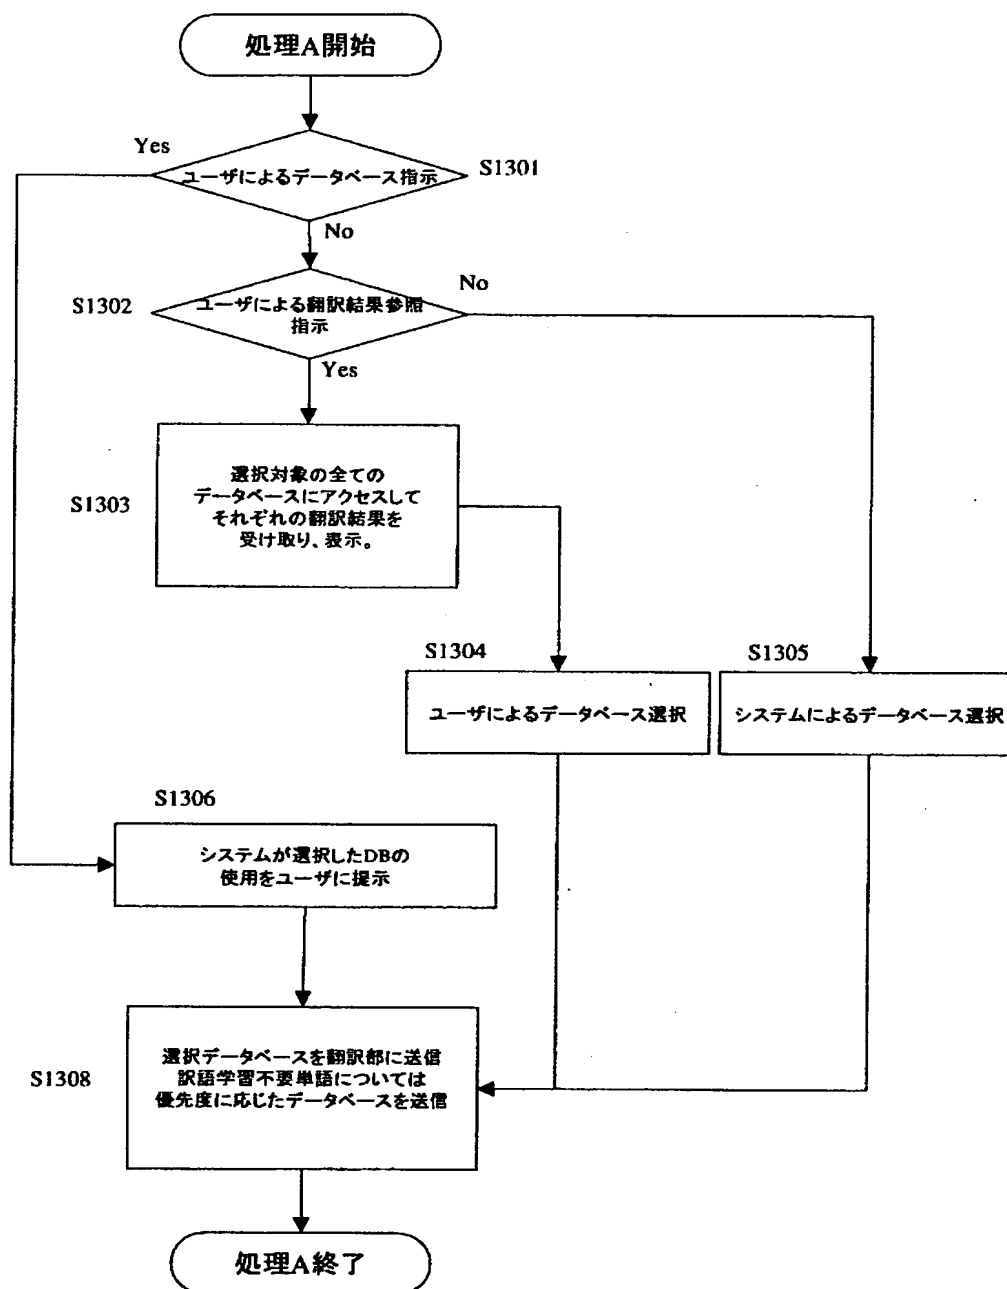 処理A開始
Yes
ユーザによるデータベース指示
S1301
No
S1302
ユーザによる翻訳結果参照
指示
No
Yes
S1303
選択対象の全ての
データベースにアクセスして
それぞれの翻訳結果を
受け取り、表示。
S1304
ユーザによるデータベース選択
S1305
システムによるデータベース選択
S1306
システムが選択したDBの
使用をユーザに提示
S1308
選択データベースを翻訳部に送信
訳語学習不要単語については
優先度に応じたデータベースを送信
処理A終了